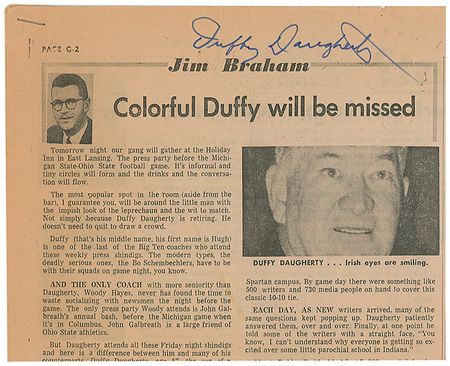 Duffy Daugherty
PAGE G-2
Jim Braham
Colorful Duffy will be missed
Tomorrow night our gang will gather at the Holiday
Inn in East Lansing. The press party before the Michi-
gan State-Ohio State football game. It's informal and
tiny circles will form and the drinks and the conversa-
tion will flow.
The most popular spot in the room (aside from the
bar), I guarantee you, will be around the little man with
the impish look of the leprechaun and the wit to match.
Not simply because Duffy Daugherty is retiring. He
doesn't need to quit to draw a crowd.
Duffy (that's his middle name, his first name is Hugh)
is one of the last of the Big Ten coaches who attend
these weekly press shindigs. The modern types, the
deadly serious ones, the Bo Schembechlers, have to be
with their squads on game night, you know.
AND THE ONLY COACH with more seniority than
Daugherty, Woody Hayes, never has found the time to
waste socializing with newsmen the night before the
game. The only press party Woody attends is John Gal-
breath's annual bash, before the Michigan game when
it's in Columbus. John Galbreath is a large friend of
Ohio State athletics.
But Daugherty attends all these Friday night shindigs
and here is a difference between him and many of his
DUFFY DAUGHERTY . . . Irish eyes are smiling.
Spartan campus. By game day there were something like
500 writers and 730 media people on hand to cover this
classic 10-10 tie.
EACH DAY, AS NEW writers arrived, many of the
same questions kept popping up. Daugherty patiently
answered them, over and over. Finally, at one point he
told some of the writers with a straight face, "You
know, I can't understand why everyone is getting so ex-
cited over some little parochial school in Indiana."